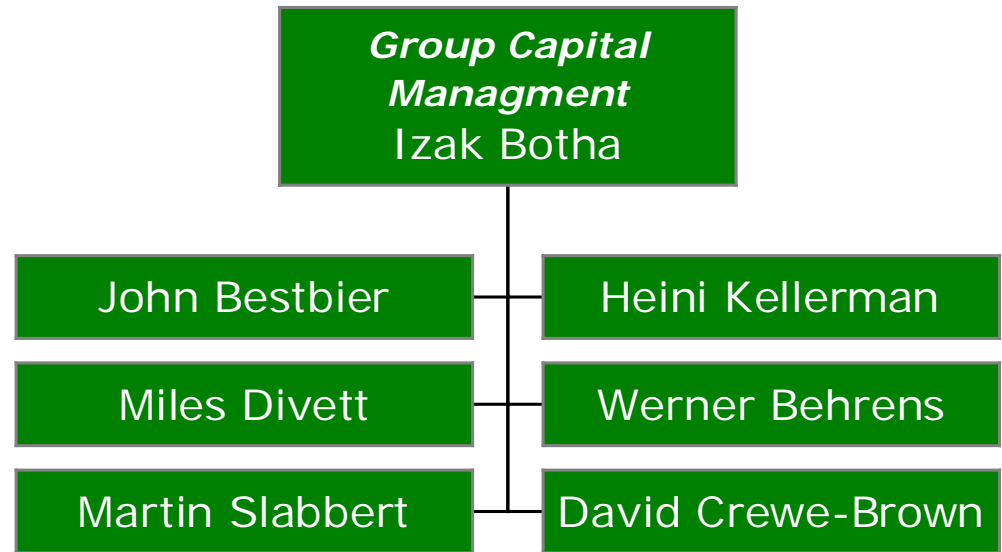 Group Capital
Managment
Izak Botha
John Bestbier
Heini Kellerman
Miles Divett
Werner Behrens
Martin Slabbert
David Crewe-Brown